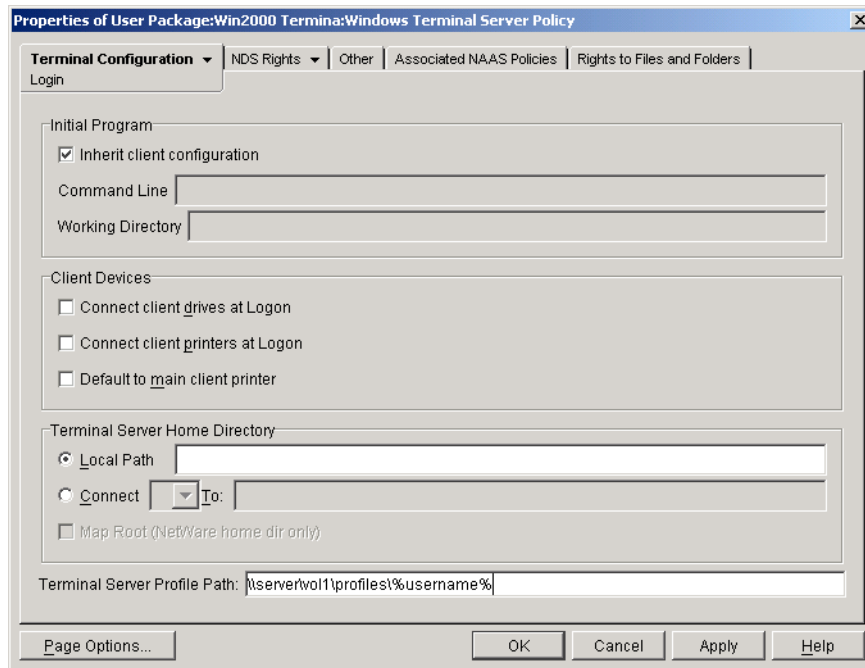 Properties of User Package:Win2000 Termina:Windows Terminal Server Policy
Terminal Configuration NDS Rights Other Associated NAAS Policies Rights to Files and Folders
Login
Initial Program
Inherit client configuration
Command Line
Working Directory
Client Devices
Connect client drives at Logon
Connect client printers at Logon
Default to main client printer
Terminal Server Home Directory
Local Path
Connect To:
Map Root (NetWare home dir only)
Terminal Server Profile Path: \\server\vol1\profiles\%username%
Page Options... OK Cancel Apply Help